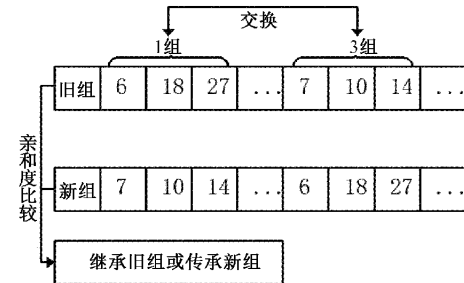 交换
1组 3组
旧组 6 18 27 ... 7 10 14 ...
亲和度比较
新组 7 10 14 ... 6 18 27 ...
继承旧组或传承新组